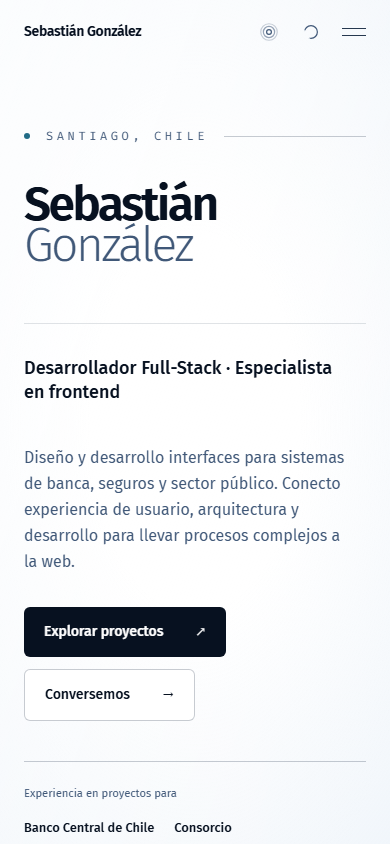 Sebastián González
SANTIAGO, CHILE
Sebastián
González
Desarrollador Full-Stack · Especialista
en frontend
Diseño y desarrollo interfaces para sistemas
de banca, seguros y sector público. Conecto
experiencia de usuario, arquitectura y
desarrollo para llevar procesos complejos a
la web.
Explorar proyectos ↗
Conversemos →
Experiencia en proyectos para
Banco Central de Chile Consorcio